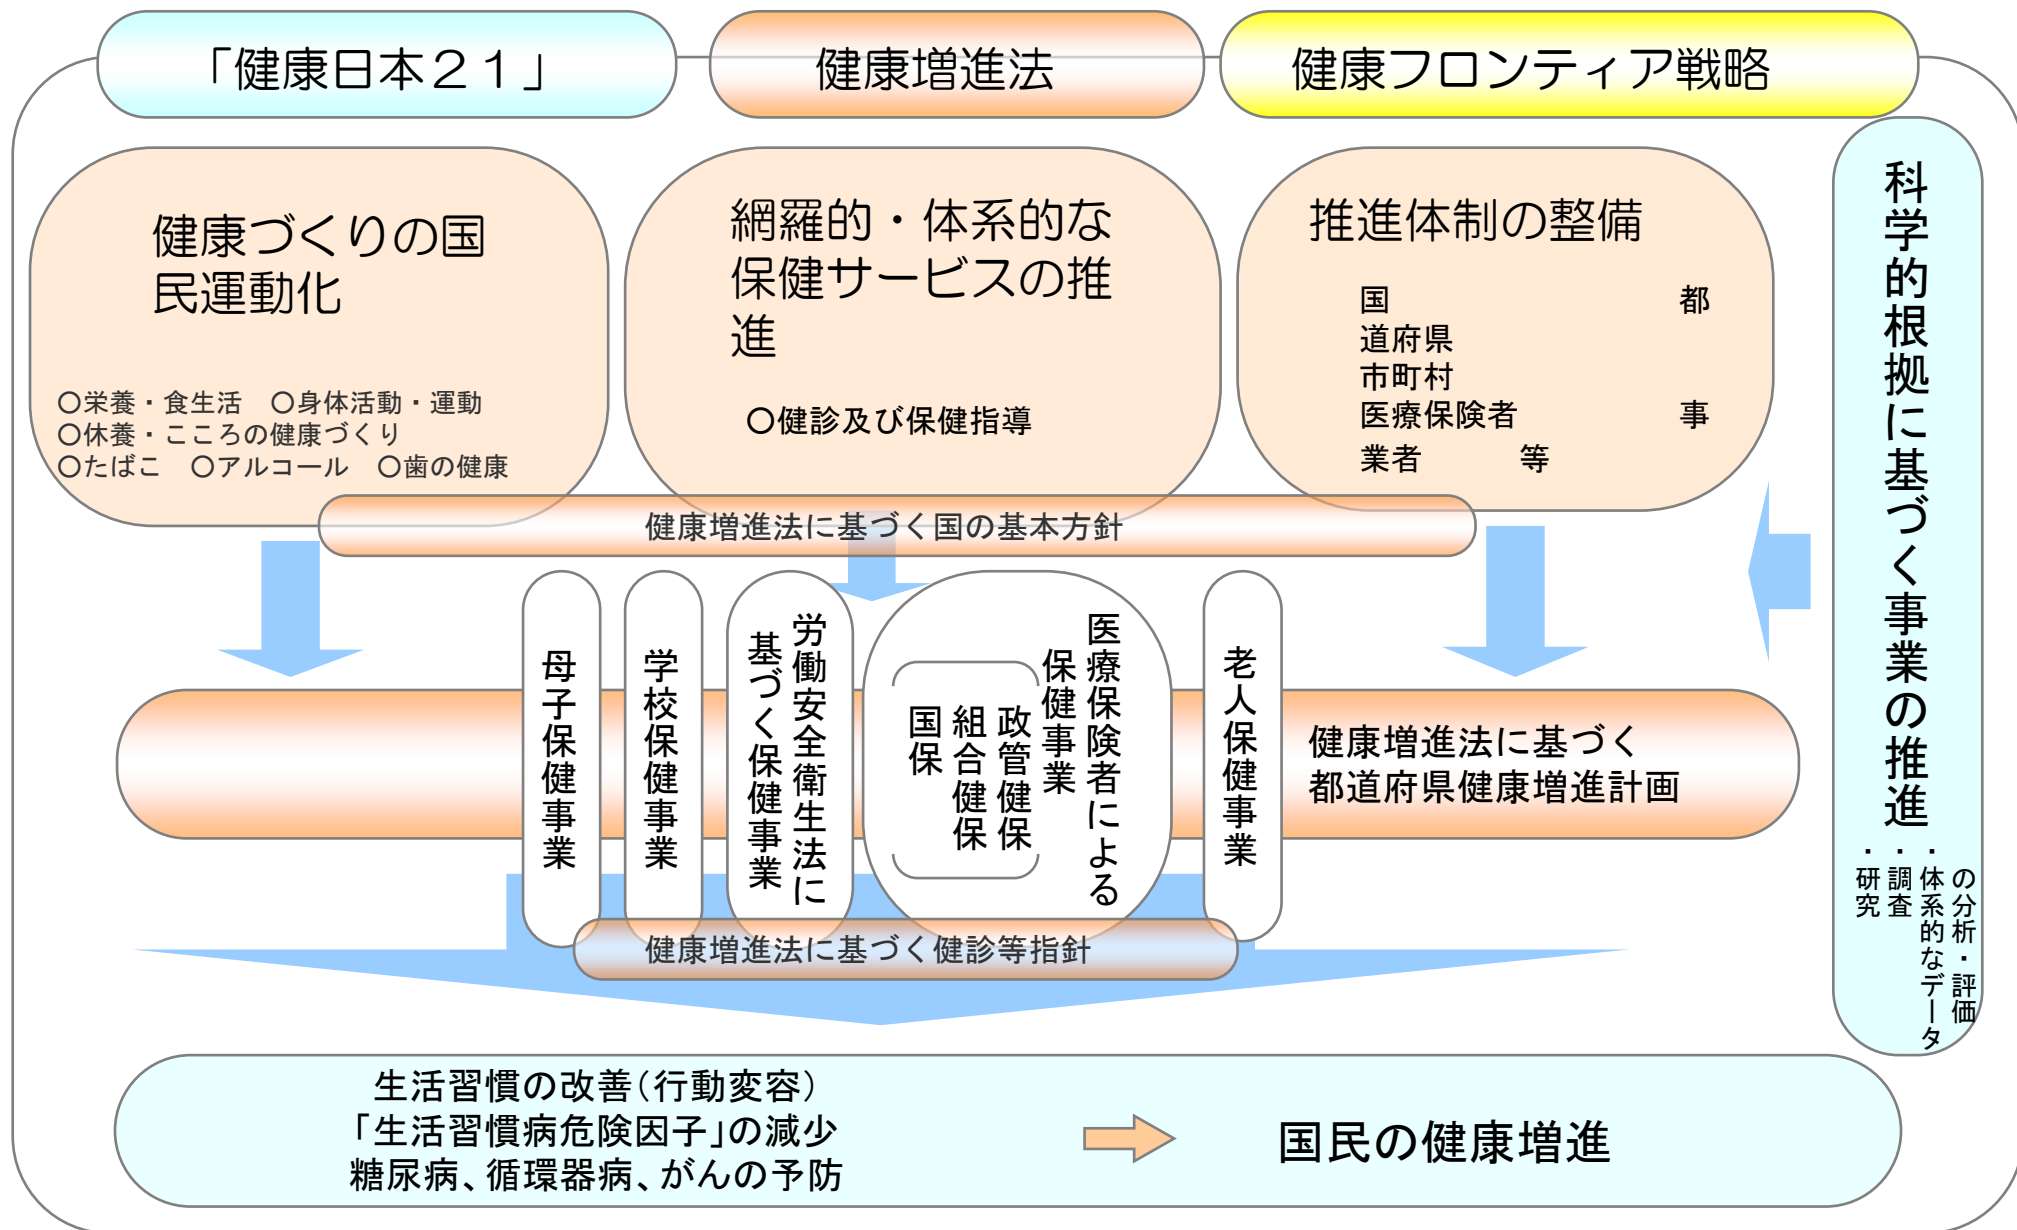 「健康日本２１」
健康増進法
健康フロンティア戦略
健康づくりの国
民運動化
○栄養・食生活　○身体活動・運動
○休養・こころの健康づくり
○たばこ　○アルコール　○歯の健康
網羅的・体系的な
保健サービスの推
進
○健診及び保健指導
推進体制の整備
国　　　　　　　　　都
道府県
市町村
医療保険者　　　　　事
業者　　　等
健康増進法に基づく国の基本方針
母子保健事業
学校保健事業
労働安全衛生法に
基づく保健事業
医療保険者による
保健事業
政管健保
組合健保
国保
老人保健事業
健康増進法に基づく
都道府県健康増進計画
健康増進法に基づく健診等指針
科学的根拠に基づく事業の推進
の分析・評価
・体系的なデータ
・調査
・研究
生活習慣の改善（行動変容）
「生活習慣病危険因子」の減少
糖尿病、循環器病、がんの予防
国民の健康増進